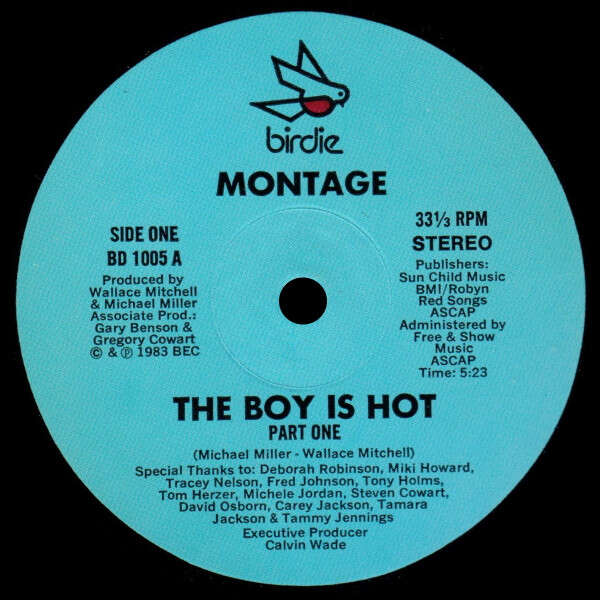 birdie
MONTAGE
SIDE ONE
BD 1005 A
Produced by
Wallace Mitchell
& Michael Miller
Associate Prod.:
Gary Benson &
Gregory Cowart
© & ℗ 1983 BEC
33⅓ RPM
STEREO
Publishers:
Sun Child Music
BMI/Robyn
Red Songs
ASCAP
Administered by
Free & Show
Music
ASCAP
Time: 5:23
THE BOY IS HOT
PART ONE
(Michael Miller - Wallace Mitchell)
Special Thanks to: Deborah Robinson, Miki Howard,
Tracey Nelson, Fred Johnson, Tony Holms,
Tom Herzer, Michele Jordan, Steven Cowart,
David Osborn, Carey Jackson, Tamara
Jackson & Tammy Jennings
Executive Producer
Calvin Wade